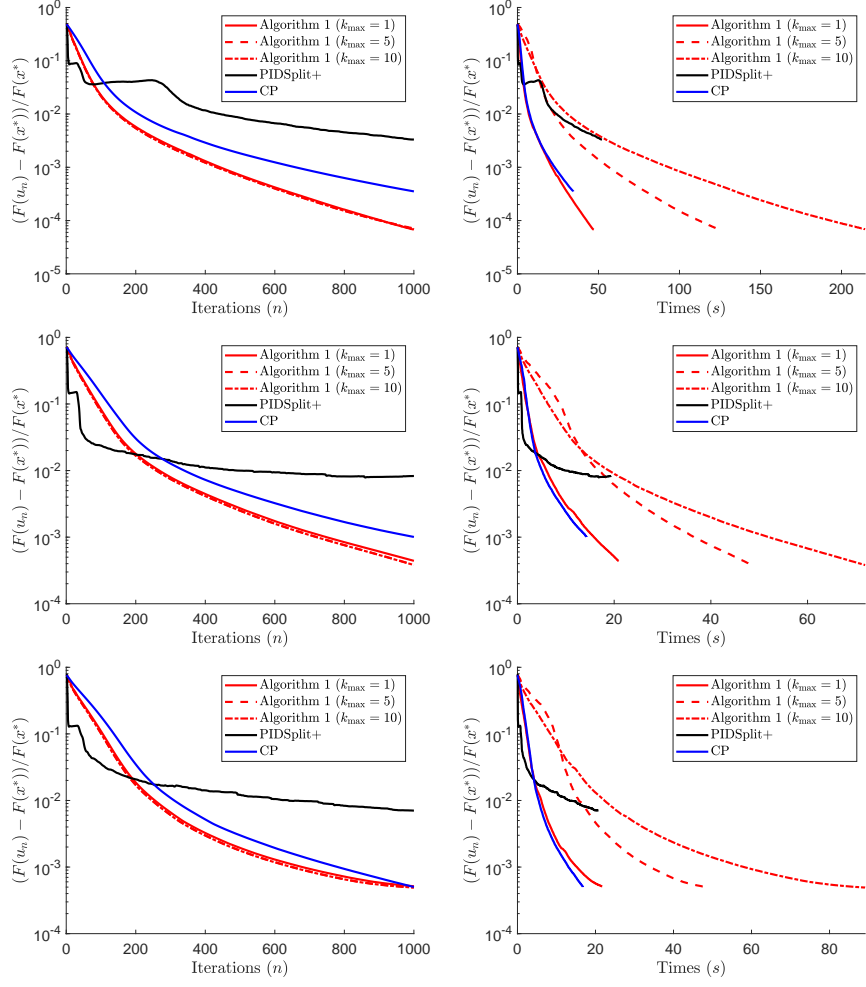 (F(u_n) − F(x*))/F(x*)
10^0
10^-1
10^-2
10^-3
10^-4
10^-5
Algorithm 1 (k_max = 1)
Algorithm 1 (k_max = 5)
Algorithm 1 (k_max = 10)
PIDSplit+
CP
0 200 400 600 800 1000
Iterations (n)
(F(u_n) − F(x*))/F(x*)
10^0
10^-1
10^-2
10^-3
10^-4
10^-5
Algorithm 1 (k_max = 1)
Algorithm 1 (k_max = 5)
Algorithm 1 (k_max = 10)
PIDSplit+
CP
0 50 100 150 200
Times (s)
(F(u_n) − F(x*))/F(x*)
10^0
10^-1
10^-2
10^-3
10^-4
Algorithm 1 (k_max = 1)
Algorithm 1 (k_max = 5)
Algorithm 1 (k_max = 10)
PIDSplit+
CP
0 200 400 600 800 1000
Iterations (n)
(F(u_n) − F(x*))/F(x*)
10^0
10^-1
10^-2
10^-3
10^-4
Algorithm 1 (k_max = 1)
Algorithm 1 (k_max = 5)
Algorithm 1 (k_max = 10)
PIDSplit+
CP
0 20 40 60
Times (s)
(F(u_n) − F(x*))/F(x*)
10^0
10^-1
10^-2
10^-3
10^-4
Algorithm 1 (k_max = 1)
Algorithm 1 (k_max = 5)
Algorithm 1 (k_max = 10)
PIDSplit+
CP
0 200 400 600 800 1000
Iterations (n)
(F(u_n) − F(x*))/F(x*)
10^0
10^-1
10^-2
10^-3
10^-4
Algorithm 1 (k_max = 1)
Algorithm 1 (k_max = 5)
Algorithm 1 (k_max = 10)
PIDSplit+
CP
0 20 40 60 80
Times (s)